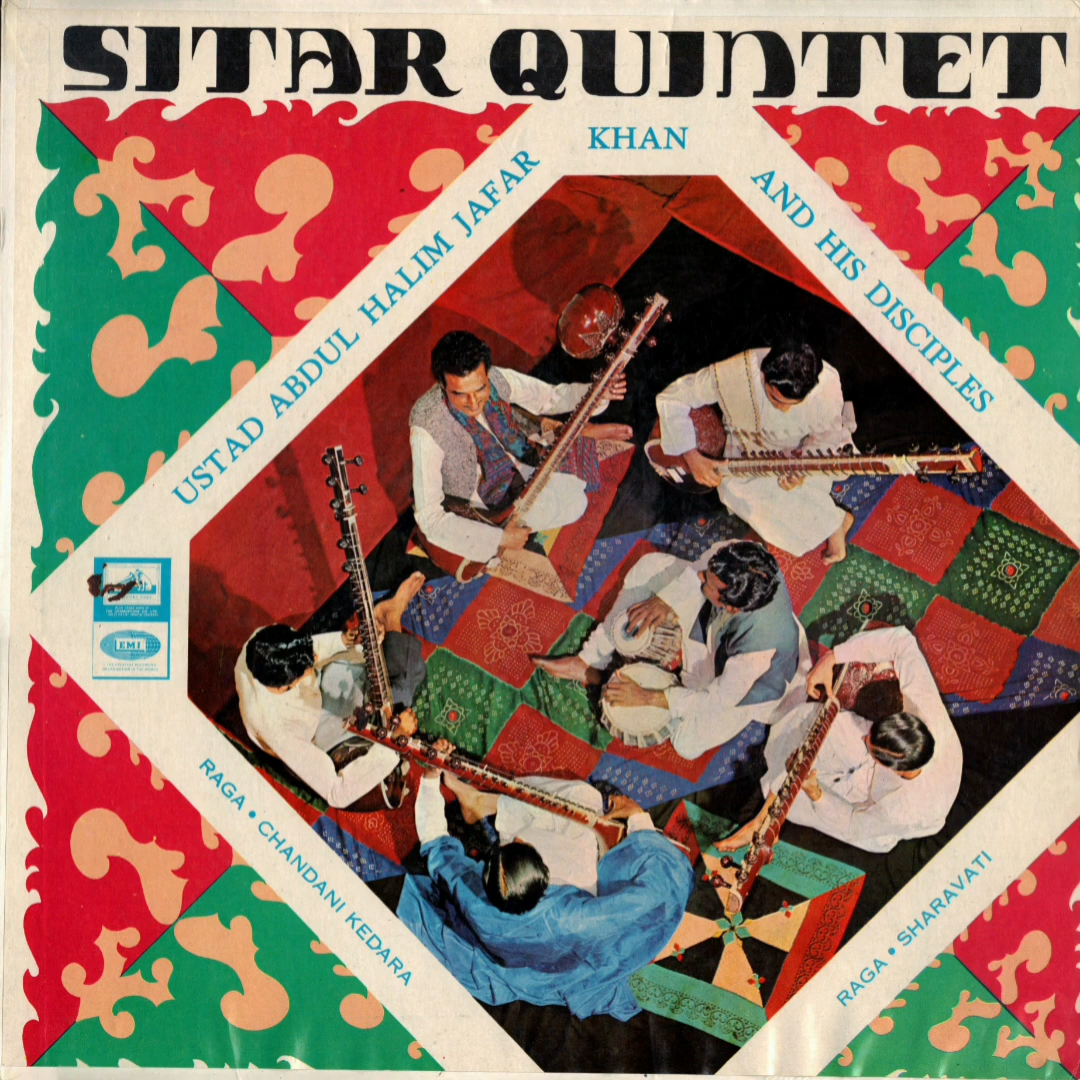 SITAR QUINTET
USTAD ABDUL HALIM JAFAR KHAN AND HIS DISCIPLES
EMI
RAGA • CHANDANI KEDARA
RAGA • SHARAVATI